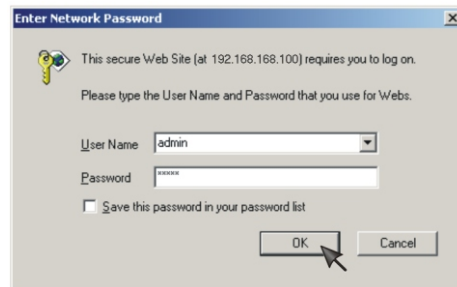 Enter Network Password
This secure Web Site (at 192.168.168.100) requires you to log on.
Please type the User Name and Password that you use for Webs.
User Name admin
Password xxxxx
Save this password in your password list
OK Cancel